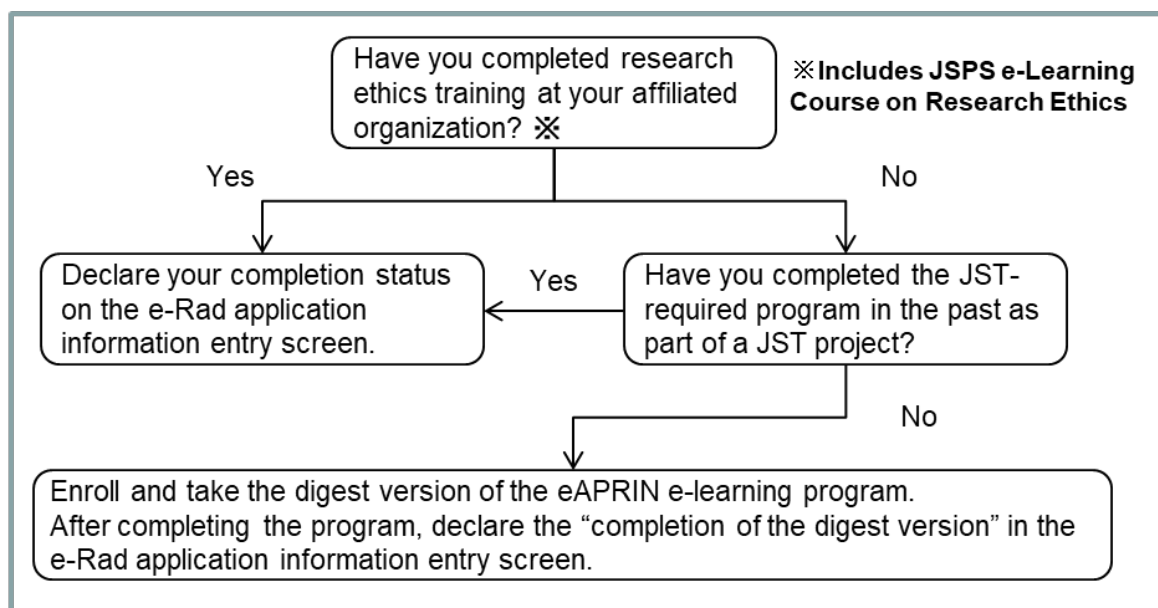 Have you completed research
ethics training at your affiliated
organization? ※
※Includes JSPS e-Learning
Course on Research Ethics
Yes
No
Declare your completion status
on the e-Rad application
information entry screen.
Yes
Have you completed the JST-
required program in the past as
part of a JST project?
No
Enroll and take the digest version of the eAPRIN e-learning program.
After completing the program, declare the “completion of the digest version” in the
e-Rad application information entry screen.